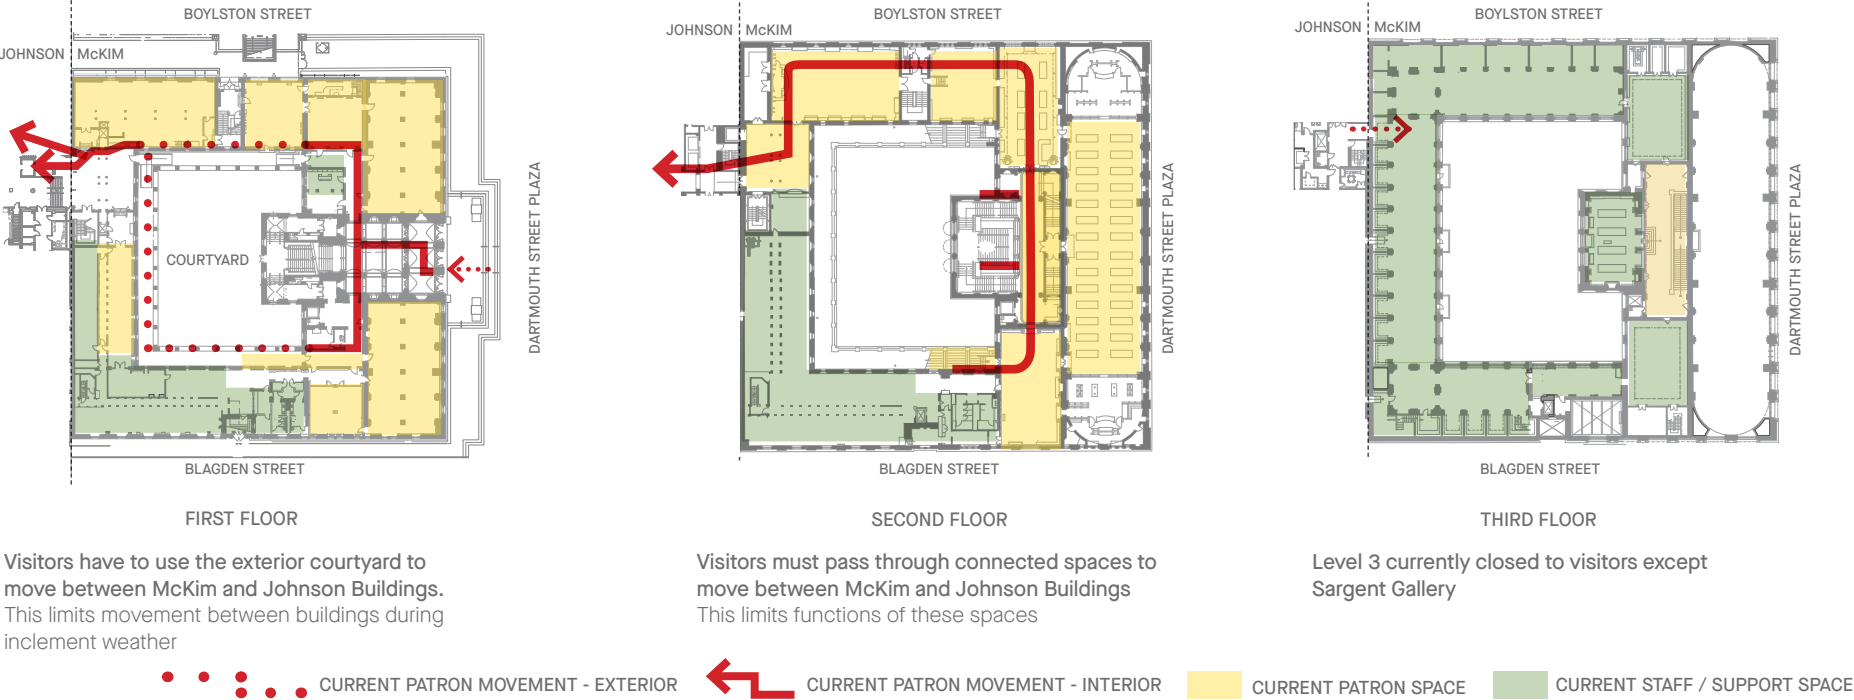 BOYLSTON STREET
JOHNSON McKIM
COURTYARD
DARTMOUTH STREET PLAZA
BLAGDEN STREET
FIRST FLOOR
Visitors have to use the exterior courtyard to
move between McKim and Johnson Buildings.
This limits movement between buildings during
inclement weather
BOYLSTON STREET
JOHNSON McKIM
DARTMOUTH STREET PLAZA
BLAGDEN STREET
SECOND FLOOR
Visitors must pass through connected spaces to
move between McKim and Johnson Buildings
This limits functions of these spaces
BOYLSTON STREET
JOHNSON McKIM
DARTMOUTH STREET PLAZA
BLAGDEN STREET
THIRD FLOOR
Level 3 currently closed to visitors except
Sargent Gallery
CURRENT PATRON MOVEMENT - EXTERIOR
CURRENT PATRON MOVEMENT - INTERIOR
CURRENT PATRON SPACE
CURRENT STAFF / SUPPORT SPACE